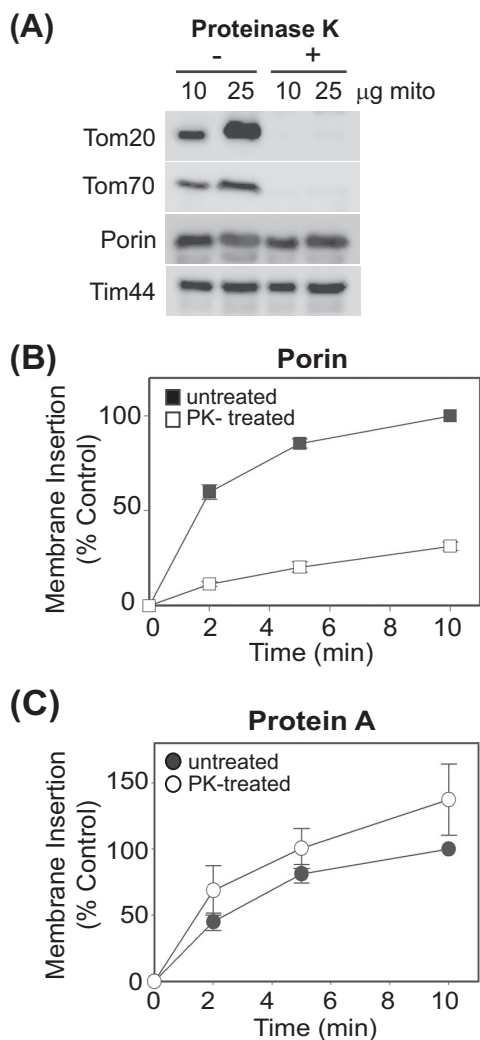 (A)
Proteinase K
- +
10 25 10 25 μg mito
Tom20
Tom70
Porin
Tim44
(B)
Porin
untreated
PK- treated
Membrane Insertion
(% Control)
100
50
0
0 2 4 6 8 10
Time (min)
(C)
Protein A
untreated
PK-treated
Membrane Insertion
(% Control)
150
100
50
0
0 2 4 6 8 10
Time (min)